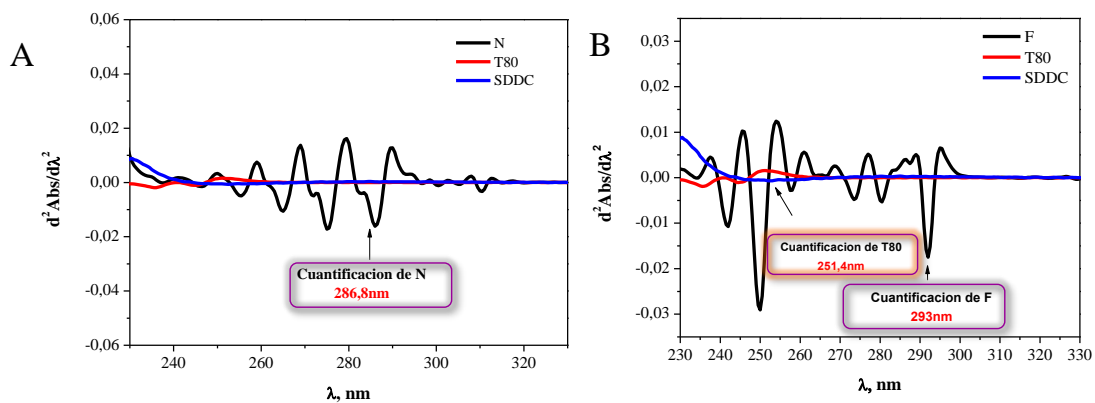 A
d²Abs/dλ²
0,06
0,04
0,02
0,00
-0,02
-0,04
-0,06
N
T80
SDDC
Cuantificacion de N
286,8nm
240
260
280
300
320
λ, nm
B
d²Abs/dλ²
0,03
0,02
0,01
0,00
-0,01
-0,02
-0,03
F
T80
SDDC
Cuantificacion de T80
251,4nm
Cuantificacion de F
293nm
230
240
250
260
270
280
290
300
310
320
330
λ, nm